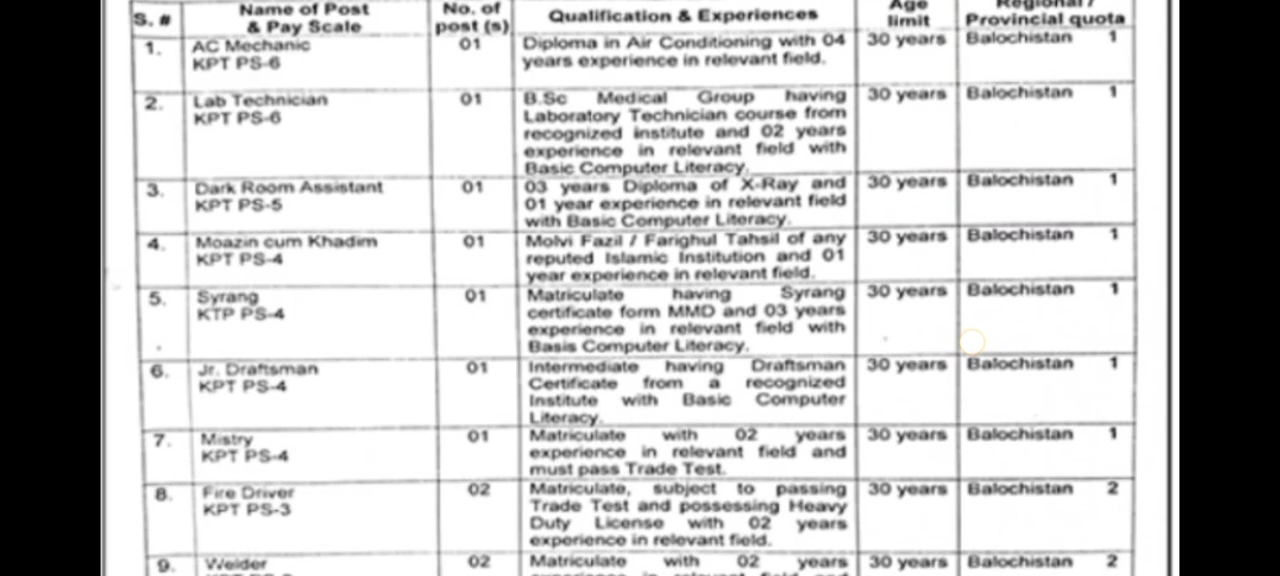 S. # Name of Post & Pay Scale No. of post (s) Qualification & Experiences Age limit Regional / Provincial quota
1. AC Mechanic 01 Diploma in Air Conditioning with 04 30 years Balochistan 1
KPT PS-6 years experience in relevant field.
2. Lab Technician 01 B.Sc Medical Group having 30 years Balochistan 1
KPT PS-6 Laboratory Technician course from
recognized institute and 02 years
experience in relevant field with
Basic Computer Literacy.
3. Dark Room Assistant 01 03 years Diploma of X-Ray and 30 years Balochistan 1
KPT PS-5 01 year experience in relevant field
with Basic Computer Literacy.
4. Moazin cum Khadim 01 Molvi Fazil / Farighul Tahsil of any 30 years Balochistan 1
KPT PS-4 reputed Islamic Institution and 01
year experience in relevant field.
5. Syrang 01 Matriculate having Syrang 30 years Balochistan 1
KTP PS-4 certificate form MMD and 03 years
experience in relevant field with
Basis Computer Literacy.
6. Jr. Draftsman 01 Intermediate having Draftsman 30 years Balochistan 1
KPT PS-4 Certificate from a recognized
Institute with Basic Computer
Literacy.
7. Mistry 01 Matriculate with 02 years 30 years Balochistan 1
KPT PS-4 experience in relevant field and
must pass Trade Test.
8. Fire Driver 02 Matriculate, subject to passing 30 years Balochistan 2
KPT PS-3 Trade Test and possessing Heavy
Duty License with 02 years
experience in relevant field.
9. Welder 02 Matriculate with 02 years 30 years Balochistan 2